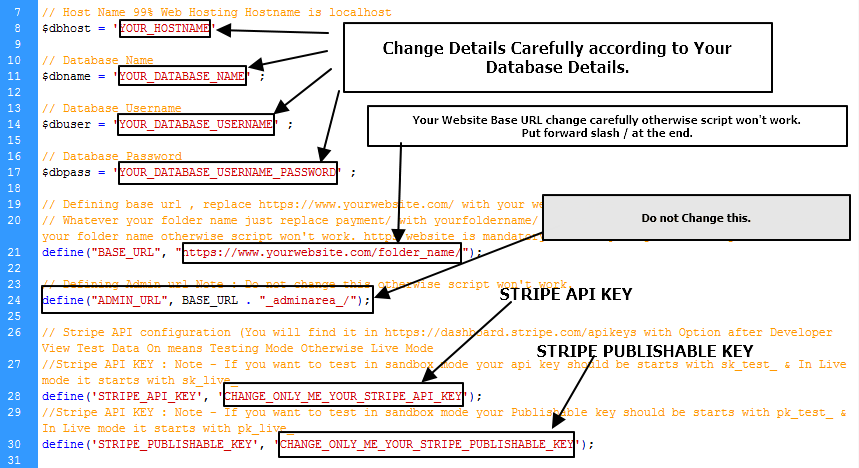 7 // Host Name 99% Web Hosting Hostname is localhost
8 $dbhost = 'YOUR_HOSTNAME'
9
10 // Database Name
11 $dbname = 'YOUR_DATABASE_NAME' ;
12
13 // Database Username
14 $dbuser = 'YOUR_DATABASE_USERNAME' ;
15
16 // Database Password
17 $dbpass = 'YOUR_DATABASE_USERNAME_PASSWORD' ;
18
Change Details Carefully according to Your
Database Details.
Your Website Base URL change carefully otherwise script won't work.
Put forward slash / at the end.
19 // Defining base url , replace https://www.yourwebsite.com/ with your
20 // Whatever your folder name just replace payment/ with yourfoldername/
your folder name otherwise script won't work. http website is
Do not Change this.
21 define("BASE_URL", "https://www.yourwebsite.com/folder_name/");
22
23 // Defining Admin url Note : Do not change this otherwise script won't work.
24 define("ADMIN_URL", BASE_URL . "_adminarea_/");
25
STRIPE API KEY
26 // Stripe API configuration (You will find it in https://dashboard.stripe.com/apikeys with Option after Developer
View Test Data On means Testing Mode Otherwise Live Mode
STRIPE PUBLISHABLE KEY
27 //Stripe API KEY : Note - If you want to test in sandbox mode your api key should be starts with sk_test_ & In Live
mode it starts with sk_live_
28 define('STRIPE_API_KEY', 'CHANGE_ONLY_ME_YOUR_STRIPE_API_KEY');
29 //Stripe API KEY : Note - If you want to test in sandbox mode your Publishable key should be starts with pk_test_ &
In Live mode it starts with pk_live_
30 define('STRIPE_PUBLISHABLE_KEY', 'CHANGE_ONLY_ME_YOUR_STRIPE_PUBLISHABLE_KEY');
31